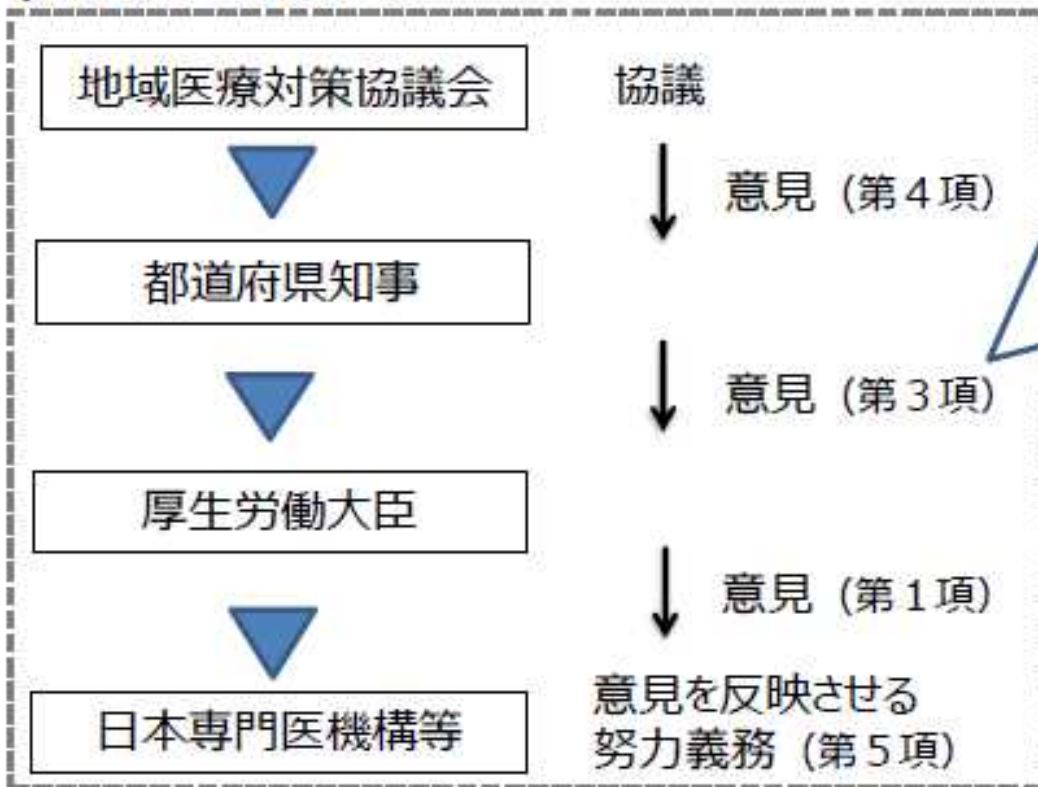 地域医療対策協議会
協議
意見（第４項）
都道府県知事
意見（第３項）
厚生労働大臣
意見（第１項）
日本専門医機構等
意見を反映させる
努力義務（第５項）